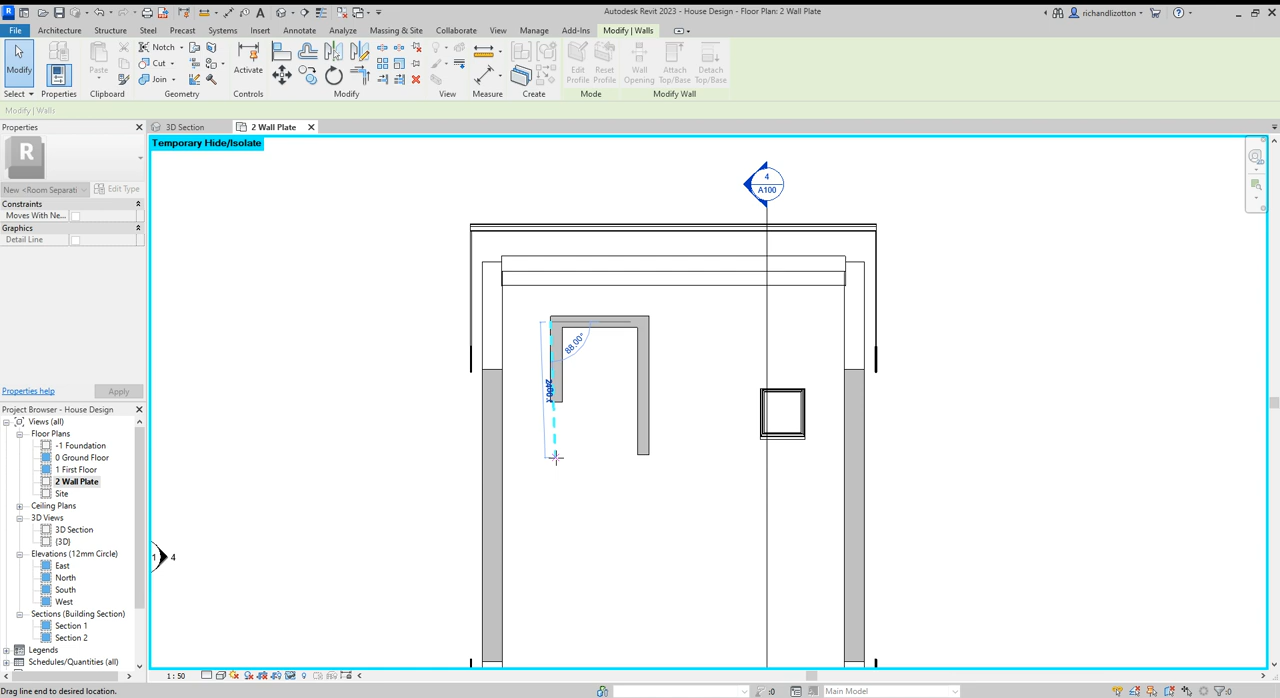 Autodesk Revit 2023 - House Design - Floor Plan: 2 Wall Plate
richandlizotton
File Architecture Structure Steel Precast Systems Insert Annotate Analyze Massing & Site Collaborate View Manage Add-Ins Modify | Walls
Modify Properties Paste Notch Cut Join Activate Edit Profile Reset Profile Wall Opening Attach Top/Base Detach Top/Base
Select Properties Clipboard Geometry Controls Modify View Measure Create Mode Modify Wall
Modify | Walls
Properties
3D Section
2 Wall Plate
Temporary Hide/Isolate
R
New <Room Separati
Edit Type
Constraints
Moves With Ne...
Graphics
Detail Line
Properties help
Apply
Project Browser - House Design
Views (all)
Floor Plans
-1 Foundation
0 Ground Floor
1 First Floor
2 Wall Plate
Site
Ceiling Plans
3D Views
3D Section
{3D}
Elevations (12mm Circle)
East
North
South
West
Sections (Building Section)
Section 1
Section 2
Legends
Schedules/Quantities (all)
4
A100
88.00°
1 4
1 : 50
Drag line to desired location.
:0
Main Model
:0